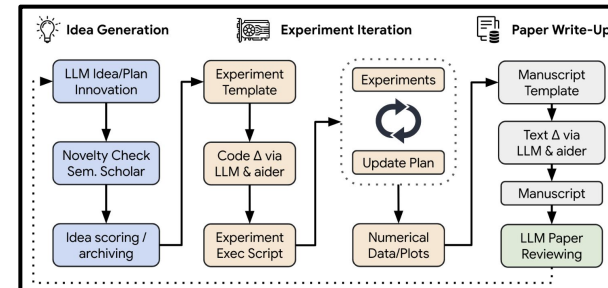 Idea Generation
Experiment Iteration
Paper Write-Up
LLM Idea/Plan
Innovation
Novelty Check
Sem. Scholar
Idea scoring /
archiving
Experiment
Template
Code Δ via
LLM & aider
Experiment
Exec Script
Experiments
Update Plan
Numerical
Data/Plots
Manuscript
Template
Text Δ via
LLM & aider
Manuscript
LLM Paper
Reviewing